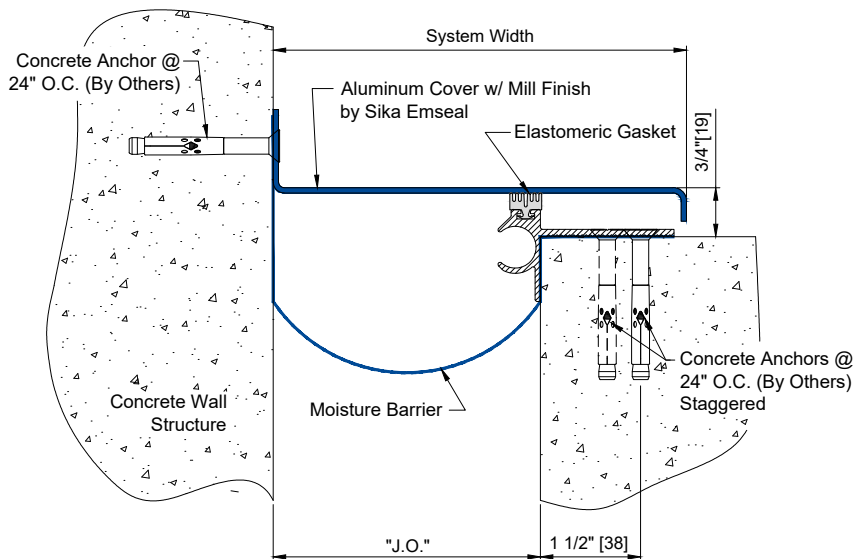 System Width
Concrete Anchor @
24" O.C. (By Others)
Aluminum Cover w/ Mill Finish
by Sika Emseal
Elastomeric Gasket
3/4"[19]
Concrete Anchors @
24" O.C. (By Others)
Staggered
Concrete Wall
Structure
Moisture Barrier
"J.O."
1 1/2" [38]